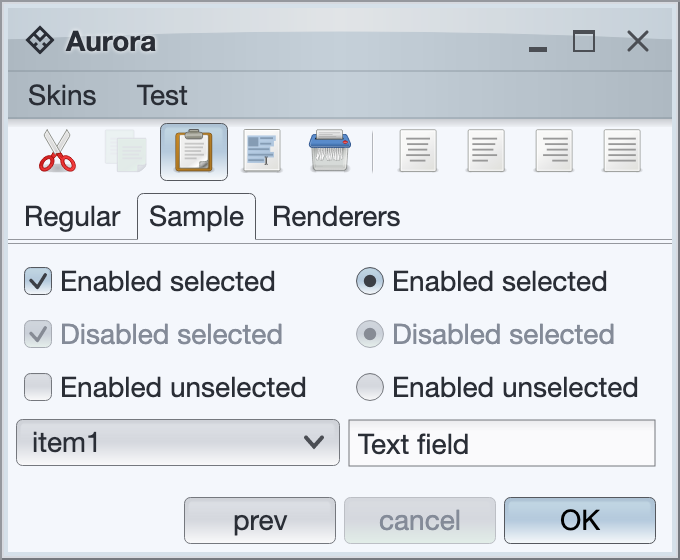 Aurora
Skins Test
Regular Sample Renderers
Enabled selected Enabled selected
Disabled selected Disabled selected
Enabled unselected Enabled unselected
item1 Text field
prev cancel OK